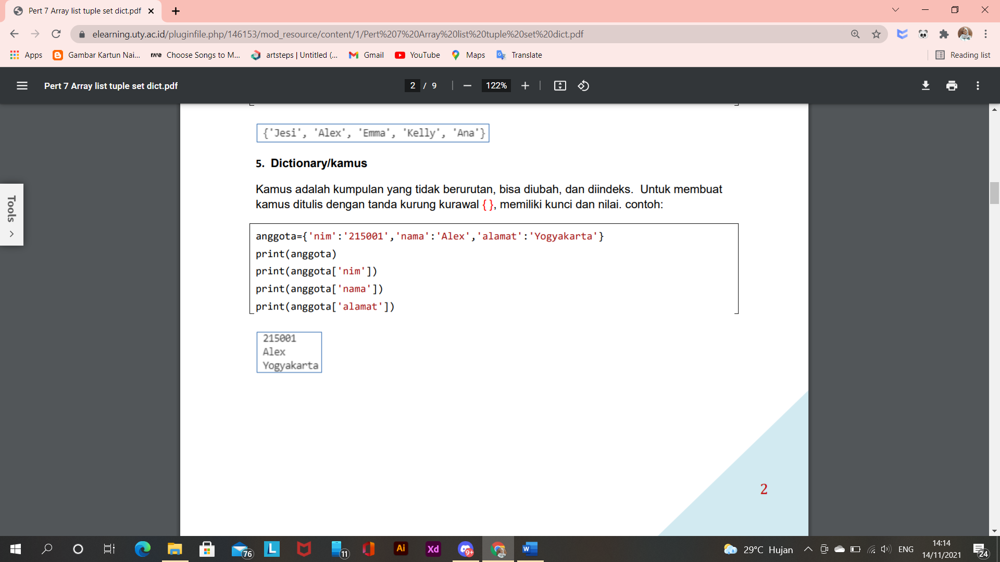 Pert 7 Array list tuple set dict.pdf
elearning.uty.ac.id/pluginfile.php/146153/mod_resource/content/1/Pert%207%20Array%20list%20tuple%20set%20dict.pdf
Apps Gambar Kartun Nai... rave Choose Songs to M... artsteps | Untitled (... Gmail YouTube Maps Translate Reading list
Pert 7 Array list tuple set dict.pdf 2 / 9 122%
Tools
{'Jesi', 'Alex', 'Emma', 'Kelly', 'Ana'}
5. Dictionary/kamus
Kamus adalah kumpulan yang tidak berurutan, bisa diubah, dan diindeks. Untuk membuat
kamus ditulis dengan tanda kurung kurawal { }, memiliki kunci dan nilai. contoh:
anggota={'nim':'215001','nama':'Alex','alamat':'Yogyakarta'}
print(anggota)
print(anggota['nim'])
print(anggota['nama'])
print(anggota['alamat'])
215001
Alex
Yogyakarta
2
76 L 11 Ai Xd 9+ W 29°C Hujan ENG 14:14
14/11/2021 24